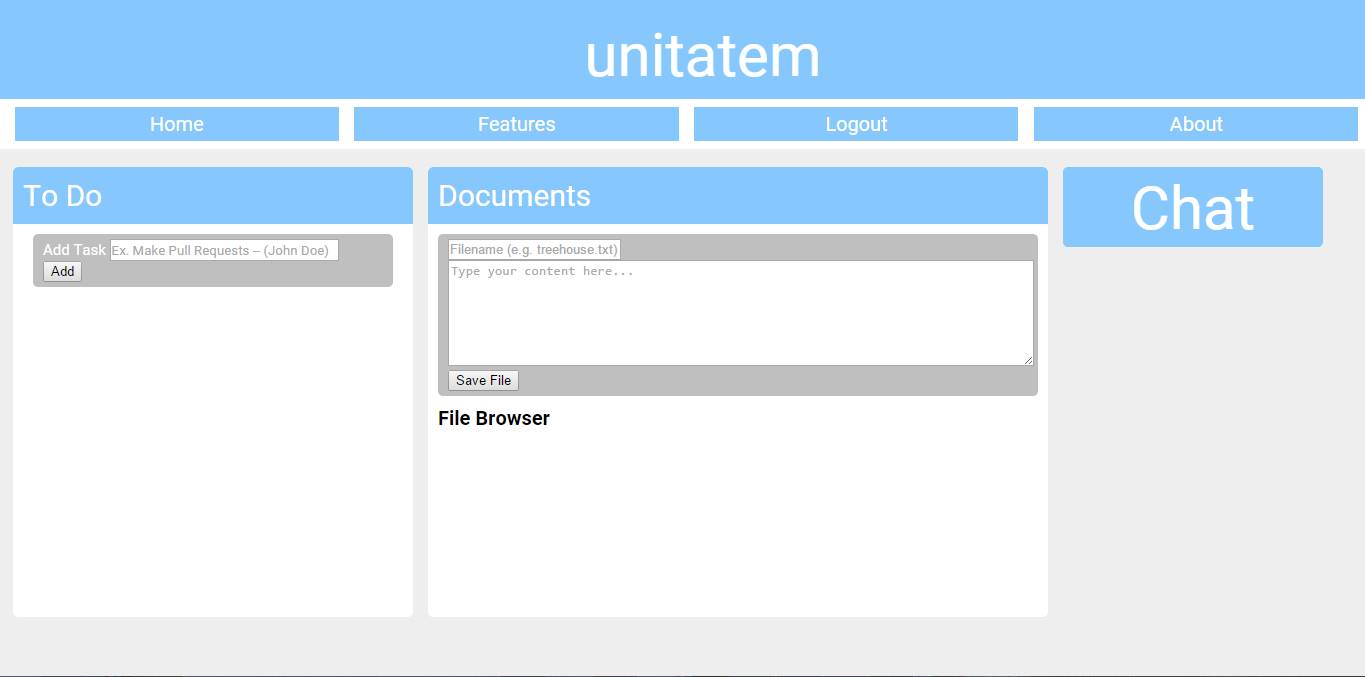 unitatem
Home Features Logout About
To Do
Add Task Ex. Make Pull Requests -- (John Doe)
Add
Documents
Filename (e.g. treehouse.txt)
Type your content here...
Save File
File Browser
Chat